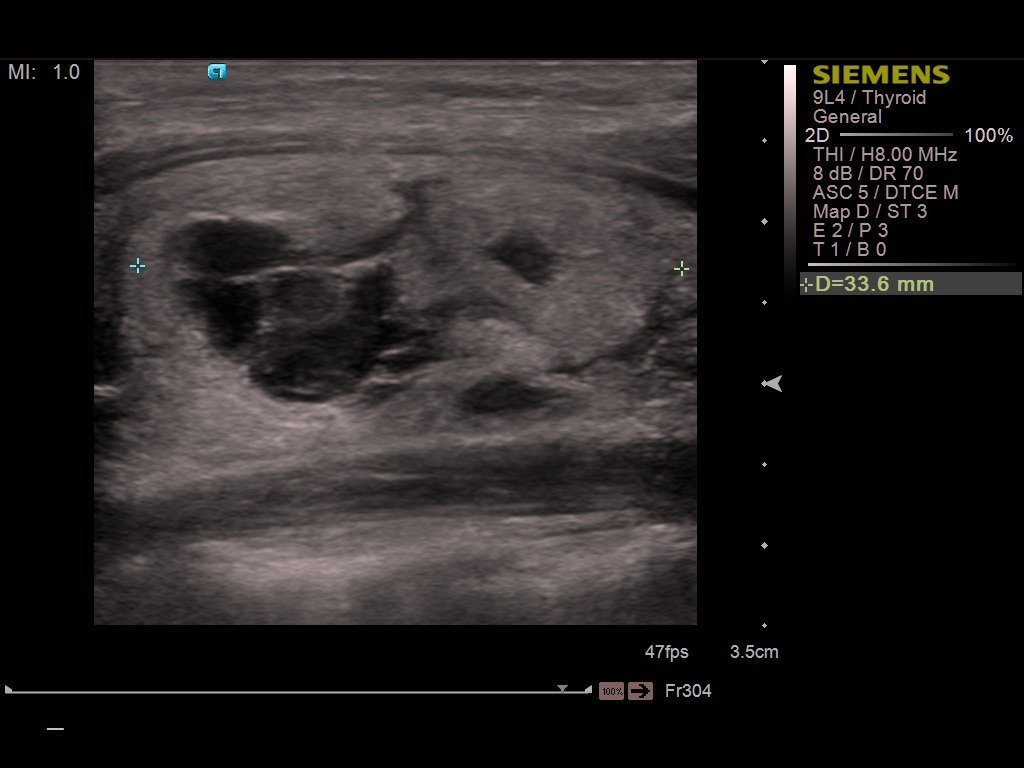 MI: 1.0
SIEMENS
9L4 / Thyroid
General
2D 100%
THI / H8.00 MHz
8 dB / DR 70
ASC 5 / DTCE M
Map D / ST 3
E 2 / P 3
T 1 / B 0
D=33.6 mm
47fps 3.5cm
100% Fr304